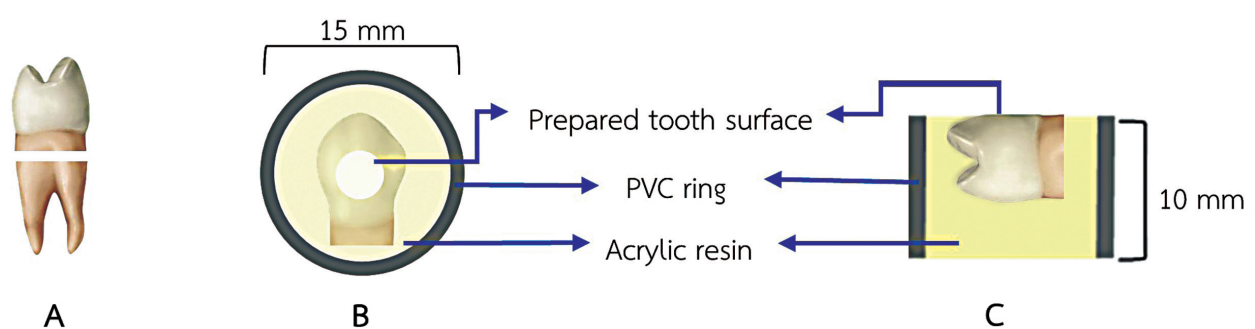 15 mm
Prepared tooth surface
PVC ring
10 mm
Acrylic resin
A
B
C